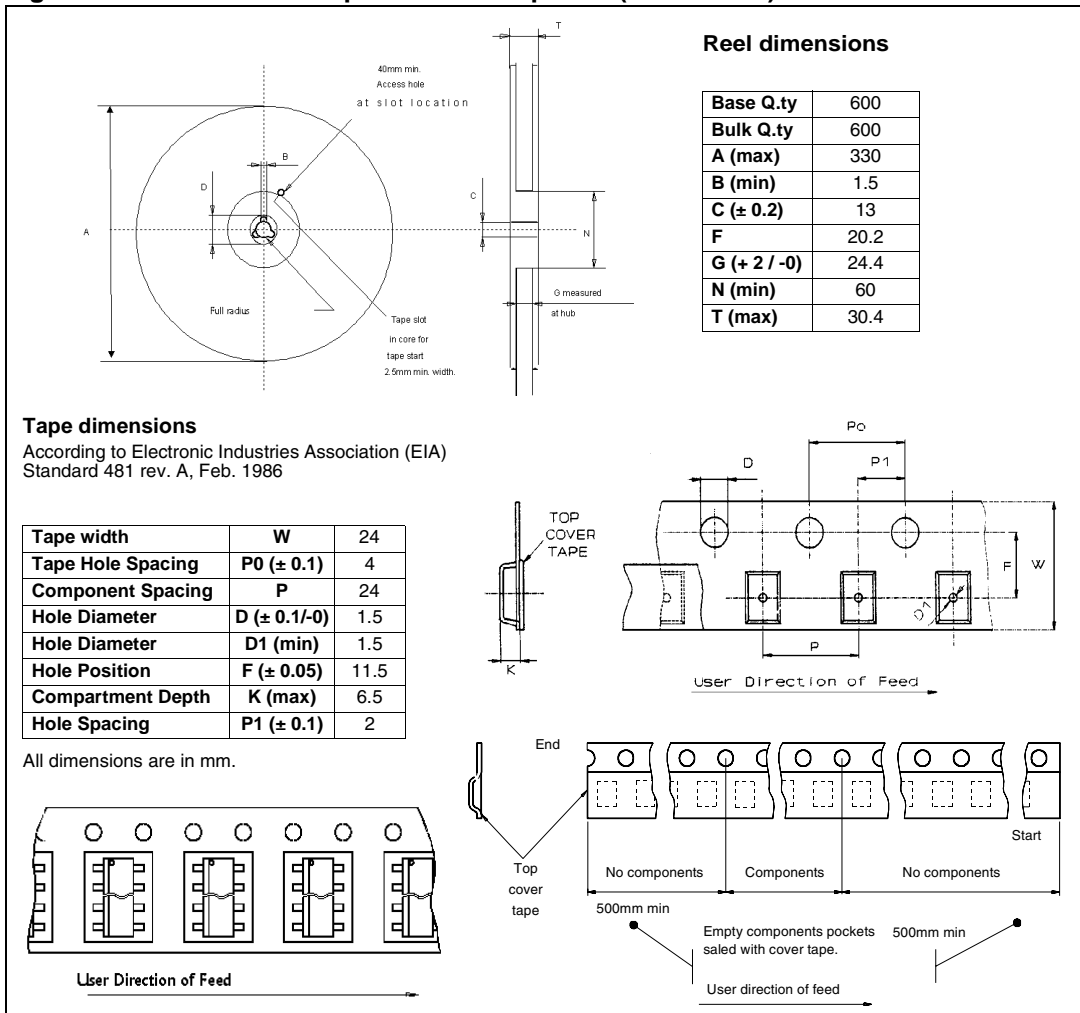 T
40mm min.
Access hole
at slot location
B
D
C
A
N
Full radius
G measured
at hub
Tape slot
in core for
tape start
2.5mm min. width.
Reel dimensions
Base Q.ty 600
Bulk Q.ty 600
A (max) 330
B (min) 1.5
C (± 0.2) 13
F 20.2
G (+ 2 / -0) 24.4
N (min) 60
T (max) 30.4
Tape dimensions
According to Electronic Industries Association (EIA)
Standard 481 rev. A, Feb. 1986
Tape width W 24
Tape Hole Spacing P0 (± 0.1) 4
Component Spacing P 24
Hole Diameter D (± 0.1/-0) 1.5
Hole Diameter D1 (min) 1.5
Hole Position F (± 0.05) 11.5
Compartment Depth K (max) 6.5
Hole Spacing P1 (± 0.1) 2
All dimensions are in mm.
Po
D
P1
TOP
COVER
TAPE
F
W
D1
K
P
User Direction of Feed
End
Start
Top
cover
tape
No components
Components
No components
500mm min
Empty components pockets
saled with cover tape.
500mm min
User direction of feed
User Direction of Feed